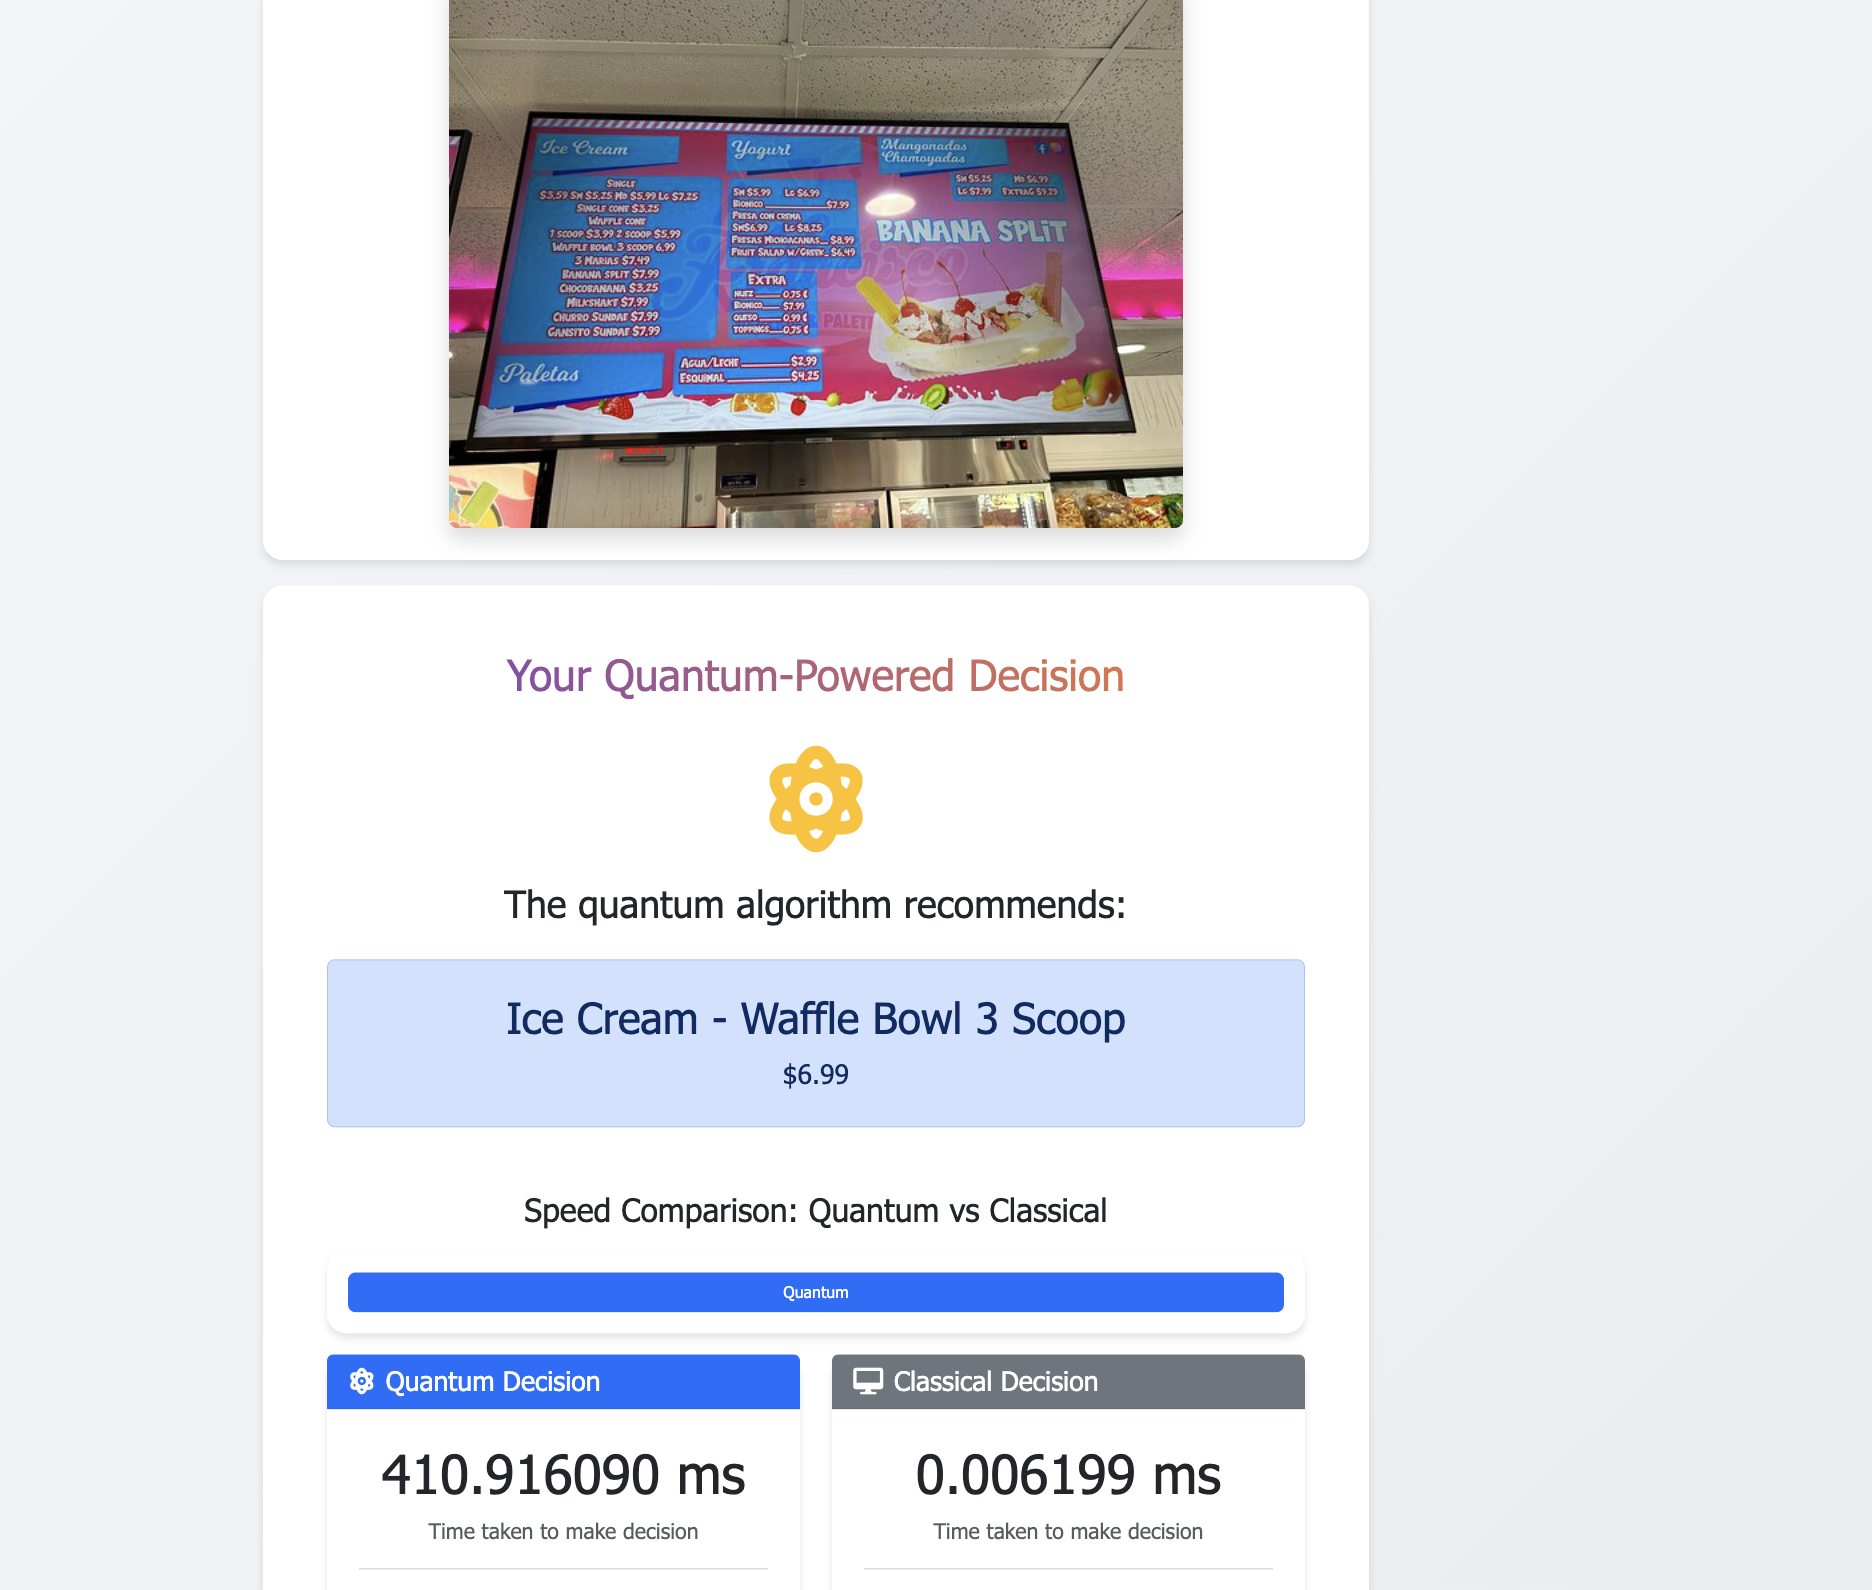 Ice Cream
SINGLE
$3,59 SM $5,25 MD $5,99 LG $7,25
SINGLE CONE $3,25
WAFFLE CONE
1 SCOOP $3,99 2 SCOOP $5,99
WAFFLE BOWL 3 SCOOP 6,99
3 MARIAS $7,49
BANANA SPLIT $7,99
CHOCOBANANA $3,25
MILKSHAKE $7,99
CHURRO SUNDAE $7,99
GANSITO SUNDAE $7,99
Paletas
Yogurt
SM $5,99 LG $6,99
BIONICO $7,99
FRESA CON CREMA
SM$6,99 LG $8,25
FRESAS MICHOACANAS $8,99
FRUIT SALAD W/GREEK $6,49
EXTRA
NUEZ 0,75 ¢
BIONICO $7,99
QUESO 0,99 ¢
TOPPINGS 0,75 ¢
AGUA/LECHE $2,99
ESQUIMAL $4,25
Mangonadas
Chamoyadas
SM $5,25 MD $6,99
LG $7,99 EXTRAG $9,25
BANANA SPLIT
Your Quantum-Powered Decision
The quantum algorithm recommends:
Ice Cream - Waffle Bowl 3 Scoop
$6.99
Speed Comparison: Quantum vs Classical
Quantum
Quantum Decision
410.916090 ms
Time taken to make decision
Classical Decision
0.006199 ms
Time taken to make decision